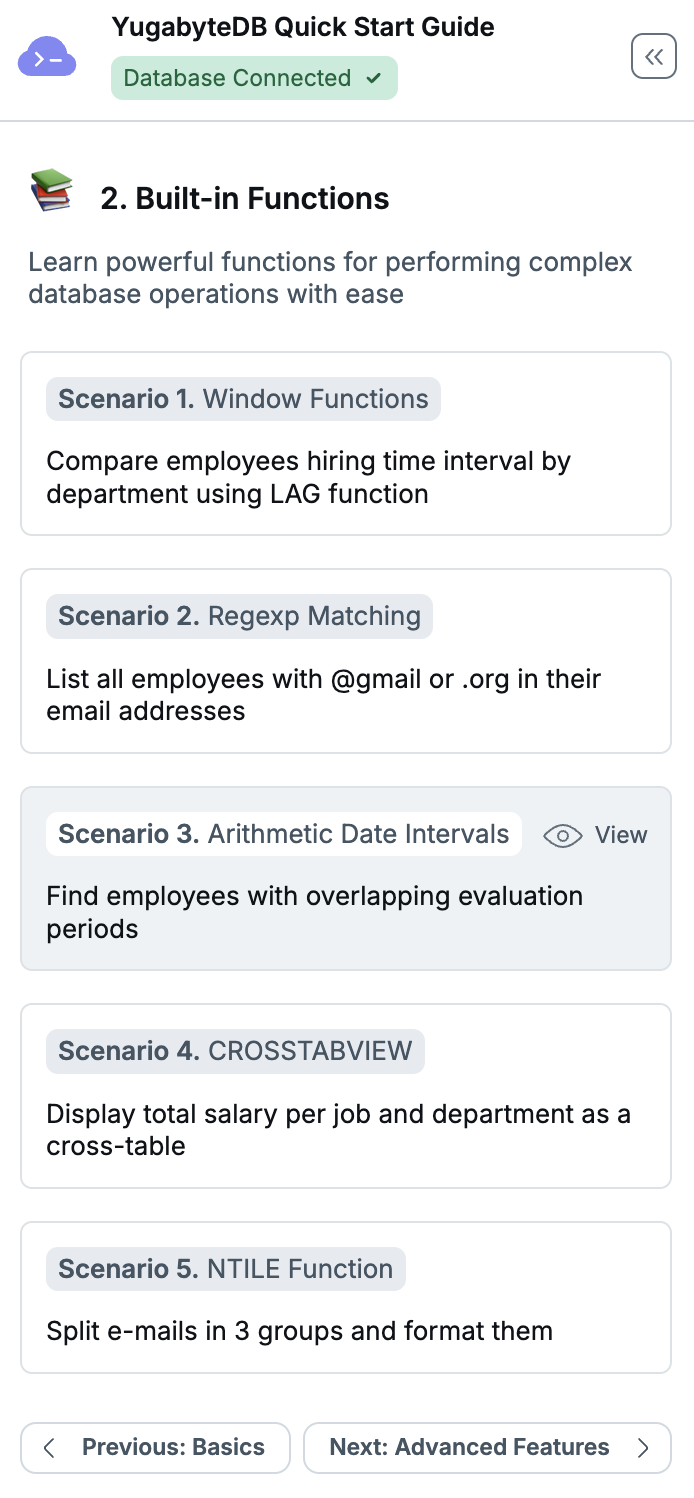 YugabyteDB Quick Start Guide
Database Connected
2. Built-in Functions
Learn powerful functions for performing complex
database operations with ease
Scenario 1. Window Functions
Compare employees hiring time interval by
department using LAG function
Scenario 2. Regexp Matching
List all employees with @gmail or .org in their
email addresses
Scenario 3. Arithmetic Date Intervals View
Find employees with overlapping evaluation
periods
Scenario 4. CROSSTABVIEW
Display total salary per job and department as a
cross-table
Scenario 5. NTILE Function
Split e-mails in 3 groups and format them
Previous: Basics Next: Advanced Features